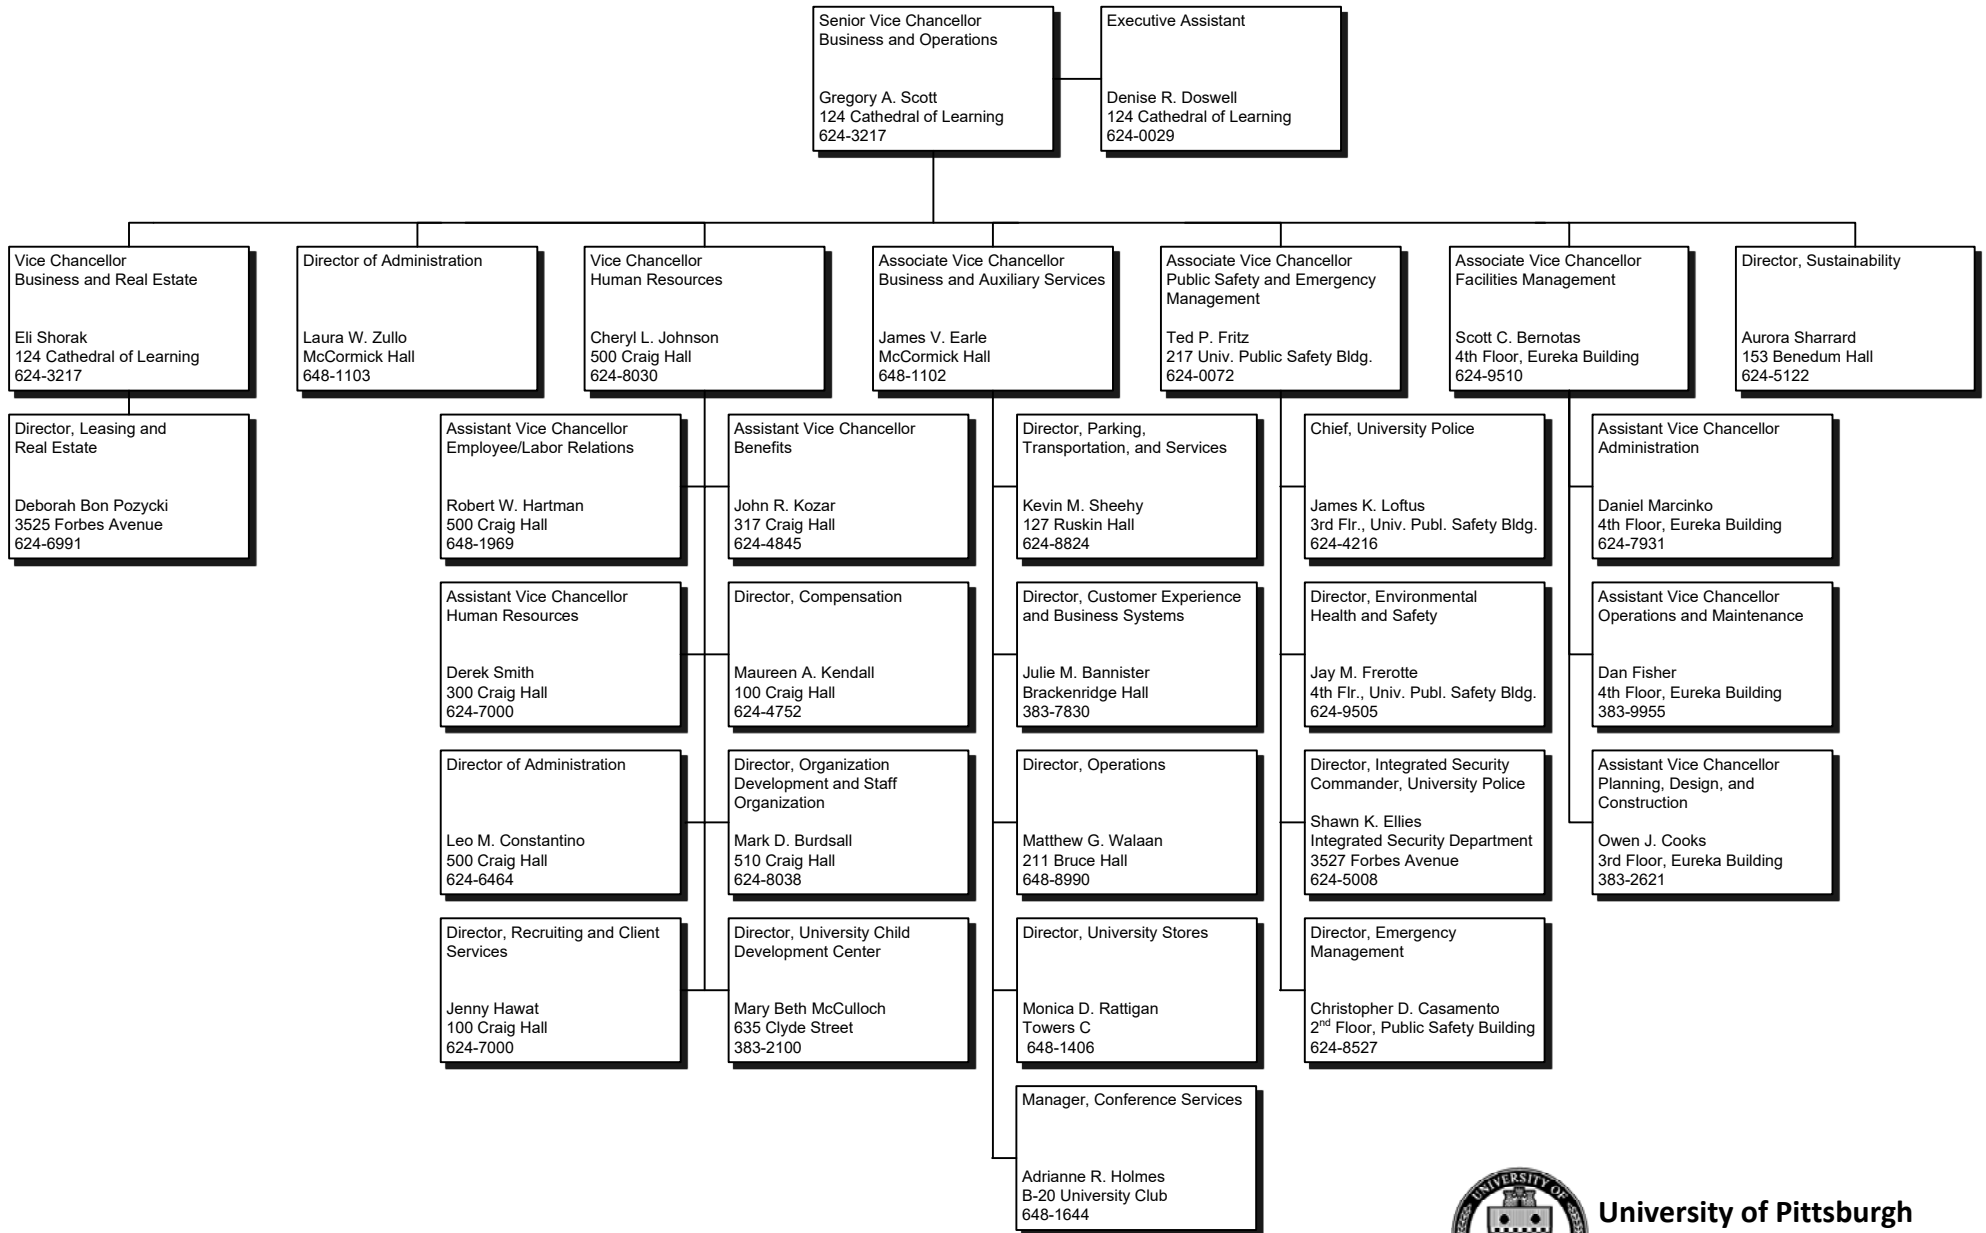 Senior Vice Chancellor
Business and Operations
Gregory A. Scott
124 Cathedral of Learning
624-3217
Executive Assistant
Denise R. Doswell
124 Cathedral of Learning
624-0029
Vice Chancellor
Business and Real Estate
Eli Shorak
124 Cathedral of Learning
624-3217
Director of Administration
Laura W. Zullo
McCormick Hall
648-1103
Vice Chancellor
Human Resources
Cheryl L. Johnson
500 Craig Hall
624-8030
Associate Vice Chancellor
Business and Auxiliary Services
James V. Earle
McCormick Hall
648-1102
Associate Vice Chancellor
Public Safety and Emergency
Management
Ted P. Fritz
217 Univ. Public Safety Bldg.
624-0072
Associate Vice Chancellor
Facilities Management
Scott C. Bernotas
4th Floor, Eureka Building
624-9510
Director, Sustainability
Aurora Sharrard
153 Benedum Hall
624-5122
Director, Leasing and
Real Estate
Deborah Bon Pozycki
3525 Forbes Avenue
624-6991
Assistant Vice Chancellor
Employee/Labor Relations
Robert W. Hartman
500 Craig Hall
648-1969
Assistant Vice Chancellor
Benefits
John R. Kozar
317 Craig Hall
624-4845
Director, Parking,
Transportation, and Services
Kevin M. Sheehy
127 Ruskin Hall
624-8824
Chief, University Police
James K. Loftus
3rd Flr., Univ. Publ. Safety Bldg.
624-4216
Assistant Vice Chancellor
Administration
Daniel Marcinko
4th Floor, Eureka Building
624-7931
Assistant Vice Chancellor
Human Resources
Derek Smith
300 Craig Hall
624-7000
Director, Compensation
Maureen A. Kendall
100 Craig Hall
624-4752
Director, Customer Experience
and Business Systems
Julie M. Bannister
Brackenridge Hall
383-7830
Director, Environmental
Health and Safety
Jay M. Frerotte
4th Flr., Univ. Publ. Safety Bldg.
624-9505
Assistant Vice Chancellor
Operations and Maintenance
Dan Fisher
4th Floor, Eureka Building
383-9955
Director of Administration
Leo M. Constantino
500 Craig Hall
624-6464
Director, Organization
Development and Staff
Organization
Mark D. Burdsall
510 Craig Hall
624-8038
Director, Operations
Matthew G. Walaan
211 Bruce Hall
648-8990
Director, Integrated Security
Commander, University Police
Shawn K. Ellies
Integrated Security Department
3527 Forbes Avenue
624-5008
Assistant Vice Chancellor
Planning, Design, and
Construction
Owen J. Cooks
3rd Floor, Eureka Building
383-2621
Director, Recruiting and Client
Services
Jenny Hawat
100 Craig Hall
624-7000
Director, University Child
Development Center
Mary Beth McCulloch
635 Clyde Street
383-2100
Director, University Stores
Monica D. Rattigan
Towers C
648-1406
Director, Emergency
Management
Christopher D. Casamento
2nd Floor, Public Safety Building
624-8527
Manager, Conference Services
Adrianne R. Holmes
B-20 University Club
648-1644
UNIVERSITY OF
University of Pittsburgh